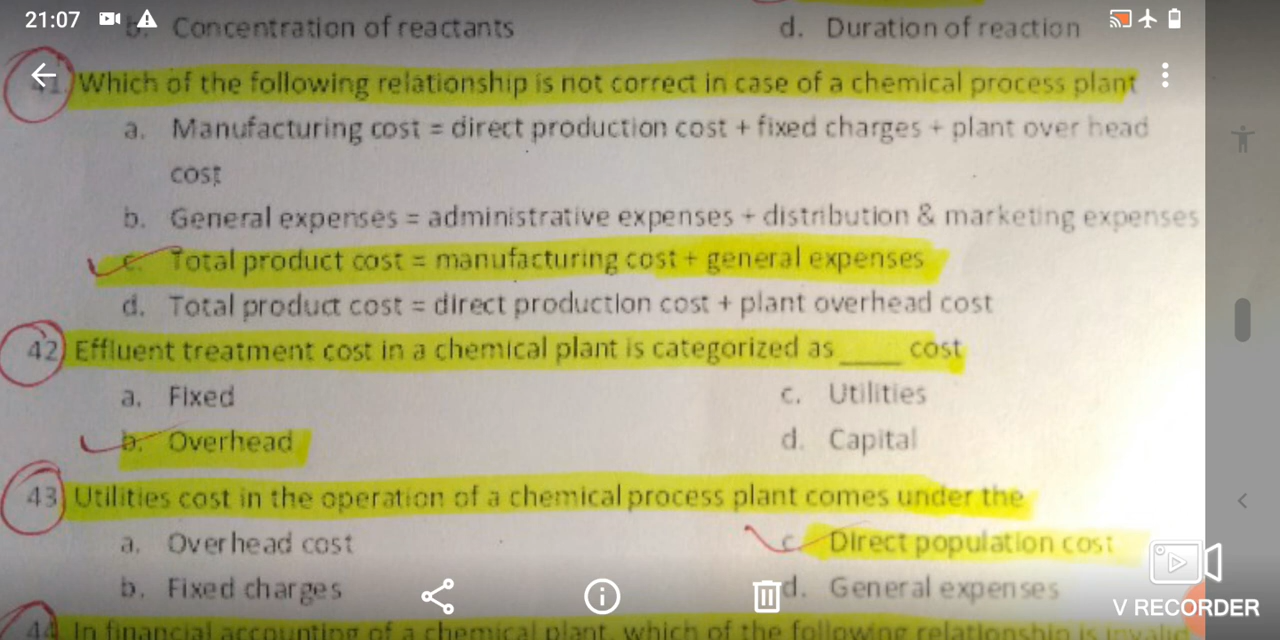 21:07
b. Concentration of reactants
d. Duration of reaction
41. Which of the following relationship is not correct in case of a chemical process plant
a. Manufacturing cost = direct production cost + fixed charges + plant over head
cost
b. General expenses = administrative expenses + distribution & marketing expenses
c. Total product cost = manufacturing cost + general expenses
d. Total product cost = direct production cost + plant overhead cost
42 Effluent treatment cost in a chemical plant is categorized as ____ cost
a. Fixed
c. Utilities
b. Overhead
d. Capital
43 Utilities cost in the operation of a chemical process plant comes under the
a. Overhead cost
c. Direct population cost
b. Fixed charges
d. General expenses
V RECORDER
44 In financial accounting of a chemical plant, which of the following relationship is